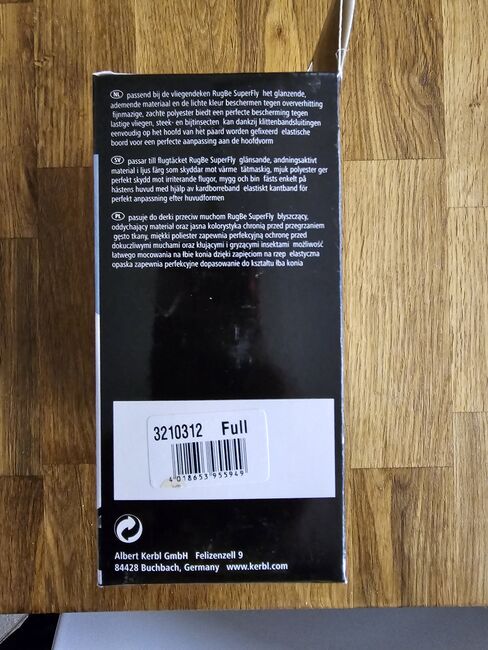 NL passend bij de vliegendeken RugBe SuperFly het glanzende,
ademende materiaal en de lichte kleur beschermen tegen oververhitting
fijnmazige, zachte polyester biedt een perfecte bescherming tegen
lastige vliegen, steek- en bijtinsecten kan dankzij klittenbandsluitingen
eenvoudig op het hoofd van het paard worden gefixeerd elastische
boord voor een perfecte aanpassing aan de hoofdvorm
SV passar till flugtäcket RugBe SuperFly glänsande, andningsaktivt
material i ljus färg som skyddar mot värme tätmaskig, mjuk polyester ger
perfekt skydd mot irriterande flugor, mygg och bin fästs enkelt på
hästens huvud med hjälp av kardborreband elastiskt kantband för
perfekt anpassning efter huvudformen
PL pasuje do derki przeciw muchom RugBe SuperFly błyszczący,
oddychający materiał oraz jasna kolorystyka chronią przed przegrzaniem
gęsto tkany, miękki poliester zapewnia perfekcyjną ochronę przed
dokuczliwymi muchami oraz kłującymi i gryzącymi insektami możliwość
łatwego mocowania na łbie konia dzięki zapięciom na rzep elastyczna
opaska zapewnia perfekcyjne dopasowanie do kształtu łba konia
3210312 Full
4 018653 955949
Albert Kerbl GmbH Felizenzell 9
84428 Buchbach, Germany www.kerbl.com